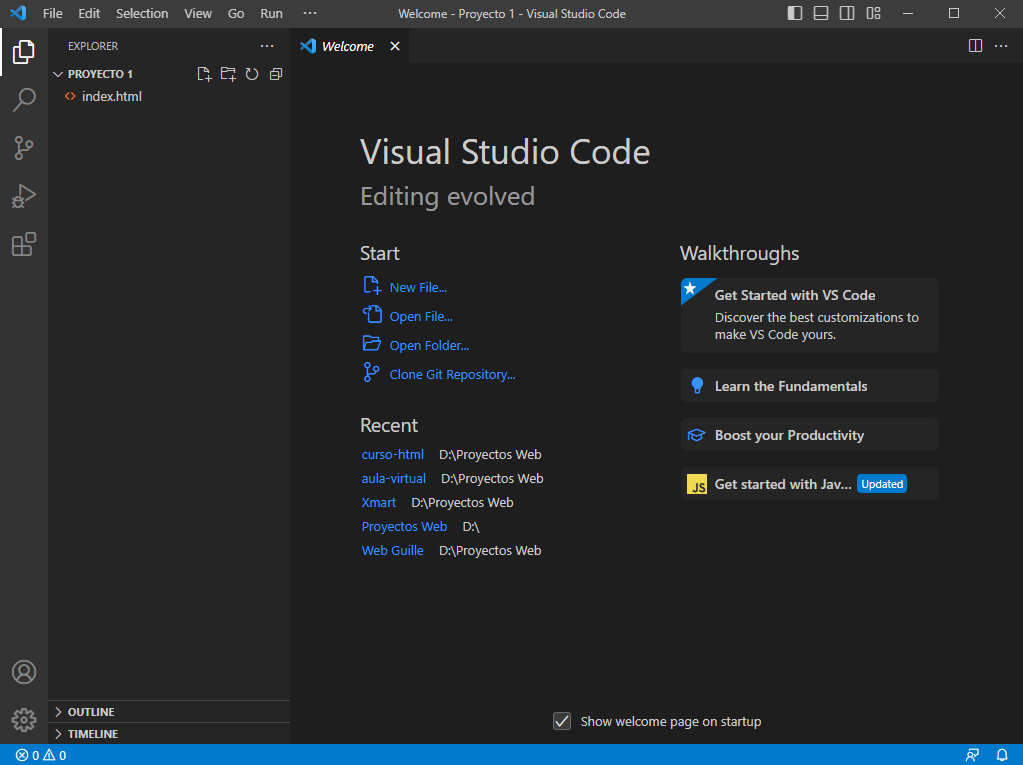 File Edit Selection View Go Run ··· Welcome - Proyecto 1 - Visual Studio Code
EXPLORER ···
Welcome
PROYECTO 1
index.html
Visual Studio Code
Editing evolved
Start
New File...
Open File...
Open Folder...
Clone Git Repository...
Recent
curso-html D:\Proyectos Web
aula-virtual D:\Proyectos Web
Xmart D:\Proyectos Web
Proyectos Web D:\
Web Guille D:\Proyectos Web
Walkthroughs
Get Started with VS Code
Discover the best customizations to
make VS Code yours.
Learn the Fundamentals
Boost your Productivity
JS Get started with Jav... Updated
OUTLINE
TIMELINE
Show welcome page on startup
0 0